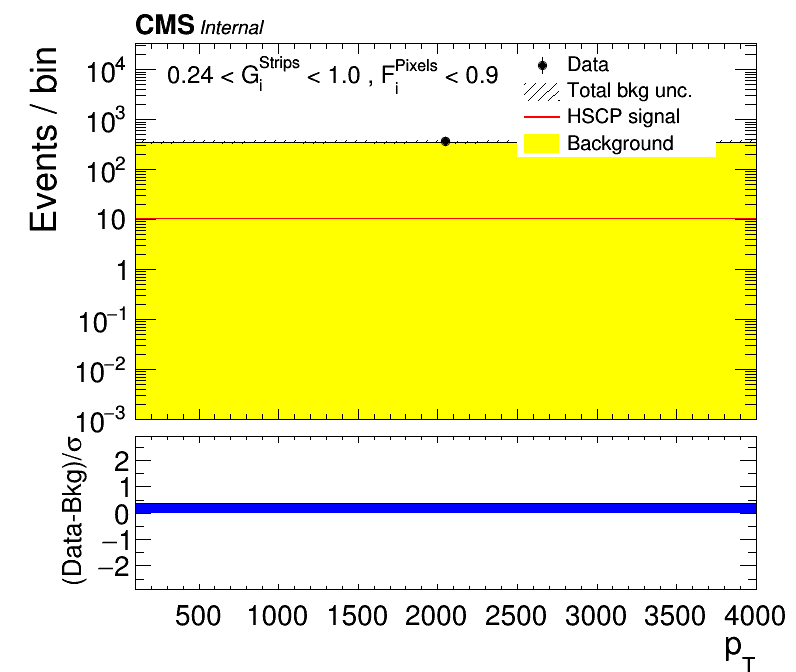 CMS Internal
Events / bin
0.24 < G_i^Strips < 1.0 , F_i^Pixels < 0.9
Data
Total bkg unc.
HSCP signal
Background
10^4
10^3
10^2
10
1
10^−1
10^−2
10^−3
(Data-Bkg)/σ
2
1
0
−1
−2
500 1000 1500 2000 2500 3000 3500 4000
p_T